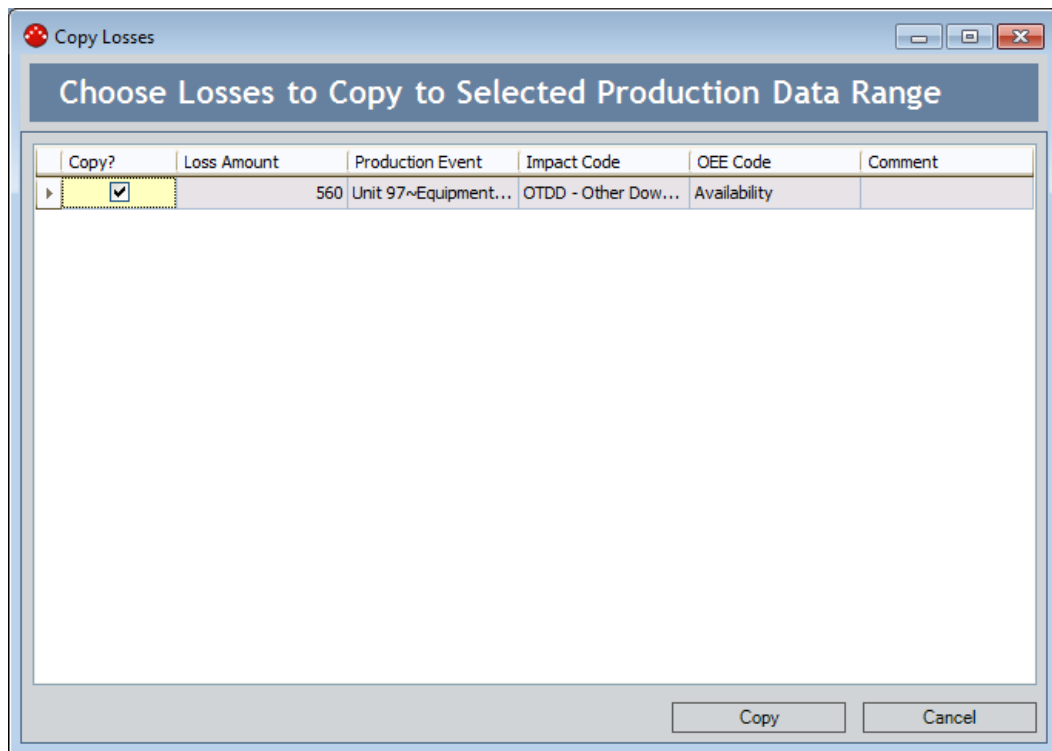 Copy Losses
Choose Losses to Copy to Selected Production Data Range
Copy? Loss Amount Production Event Impact Code OEE Code Comment
560 Unit 97~Equipment... OTDD - Other Dow... Availability
Copy Cancel